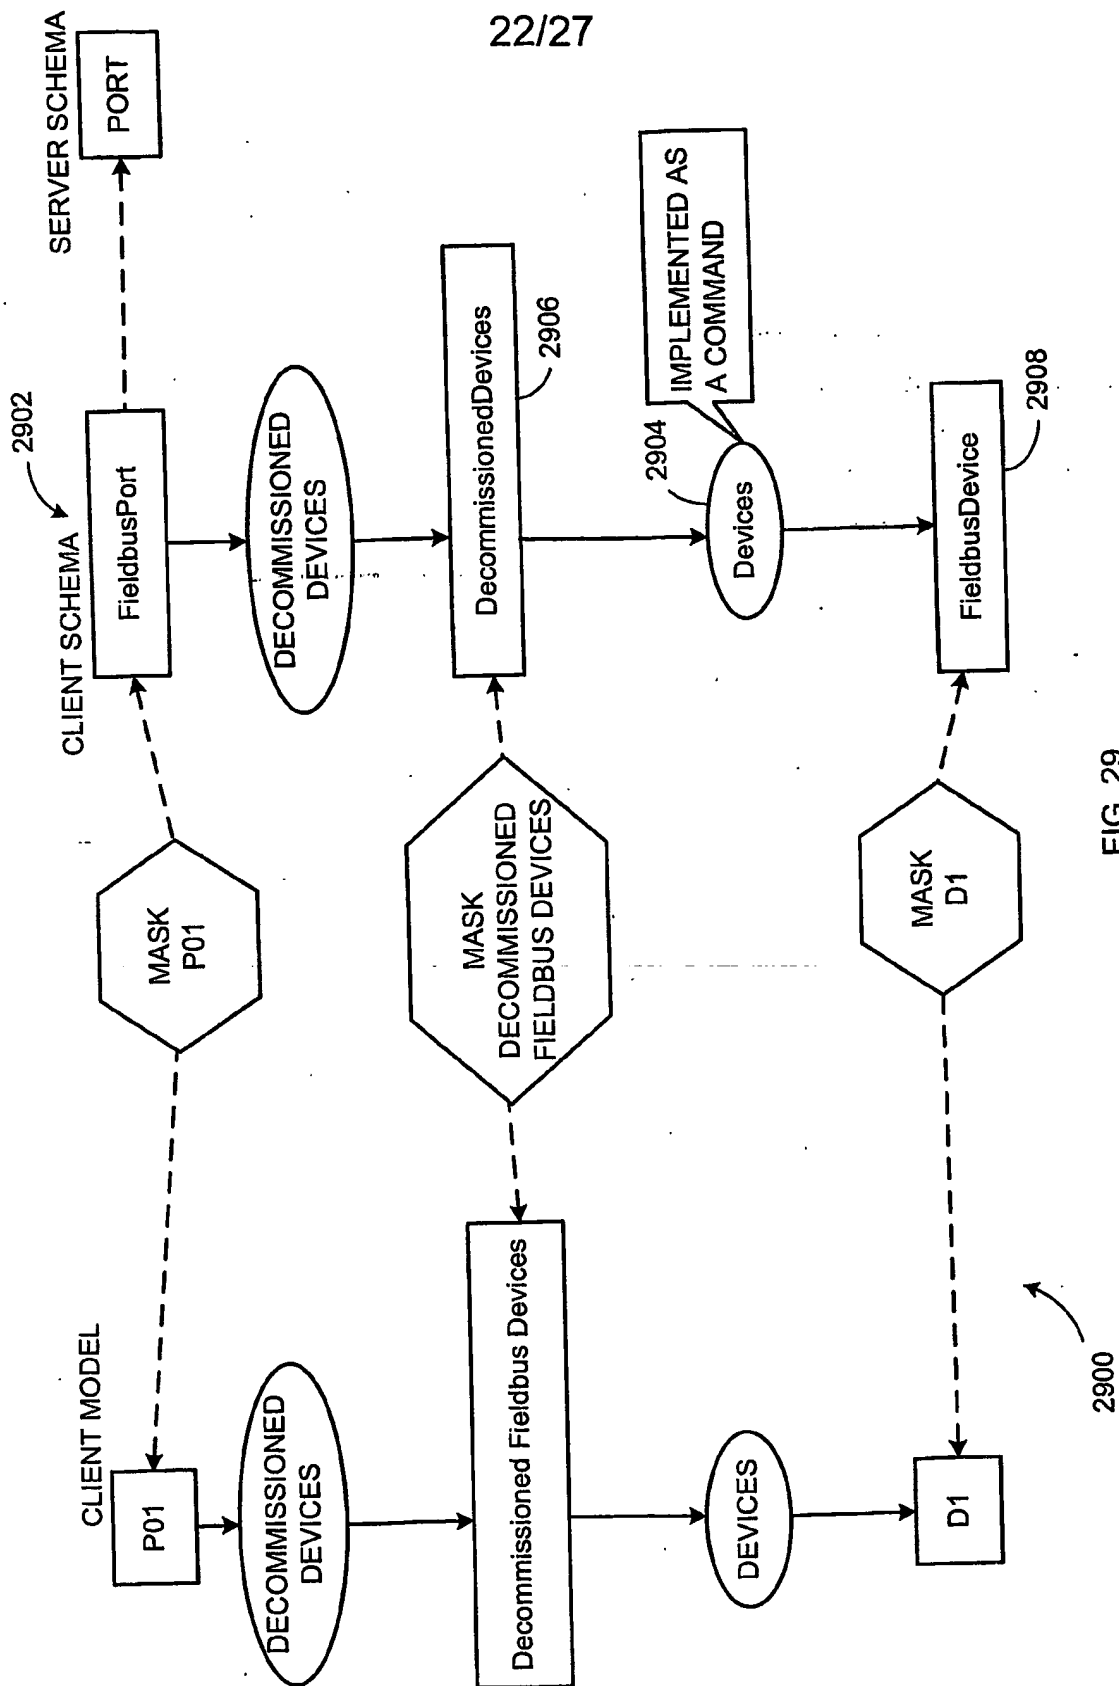 22/27
CLIENT MODEL
CLIENT SCHEMA
SERVER SCHEMA
2902
P01
MASK
P01
FieldbusPort
PORT
DECOMMISSIONED
DEVICES
DECOMMISSIONED
DEVICES
Decommissioned Fieldbus Devices
MASK
DECOMMISSIONED
FIELDBUS DEVICES
DecommissionedDevices
2906
DEVICES
Devices
2904
IMPLEMENTED AS
A COMMAND
D1
MASK
D1
FieldbusDevice
2908
2900
FIG. 29